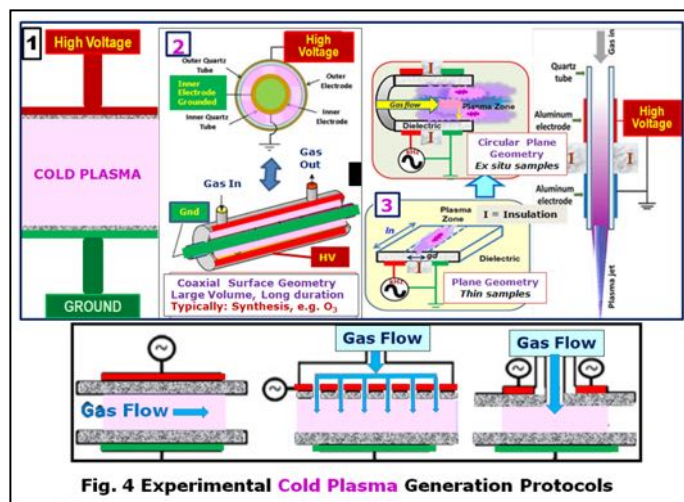 1
High Voltage
COLD PLASMA
GROUND
2
High Voltage
Outer Quartz
Tube
Inner
Electrode
Grounded
Inner Quartz
Tube
Outer
Electrode
Inner
Electrode
Gas
Out
Gas In
Gnd
HV
Coaxial Surface Geometry
Large Volume, Long duration
Typically: Synthesis, e.g. O₃
I
Gas flow
Plasma
Zone
Dielectric
I
kHz
Circular Plane
Geometry
Ex situ samples
3
I = Insulation
Plasma
Zone
ln
gd
Dielectric
I
kHz
Plane Geometry
Thin samples
Gas in
Quartz
tube
Aluminum
electrode
High
Voltage
I
I
Aluminum
electrode
Plasma jet
Gas Flow
Gas Flow
Gas Flow
Fig. 4 Experimental Cold Plasma Generation Protocols